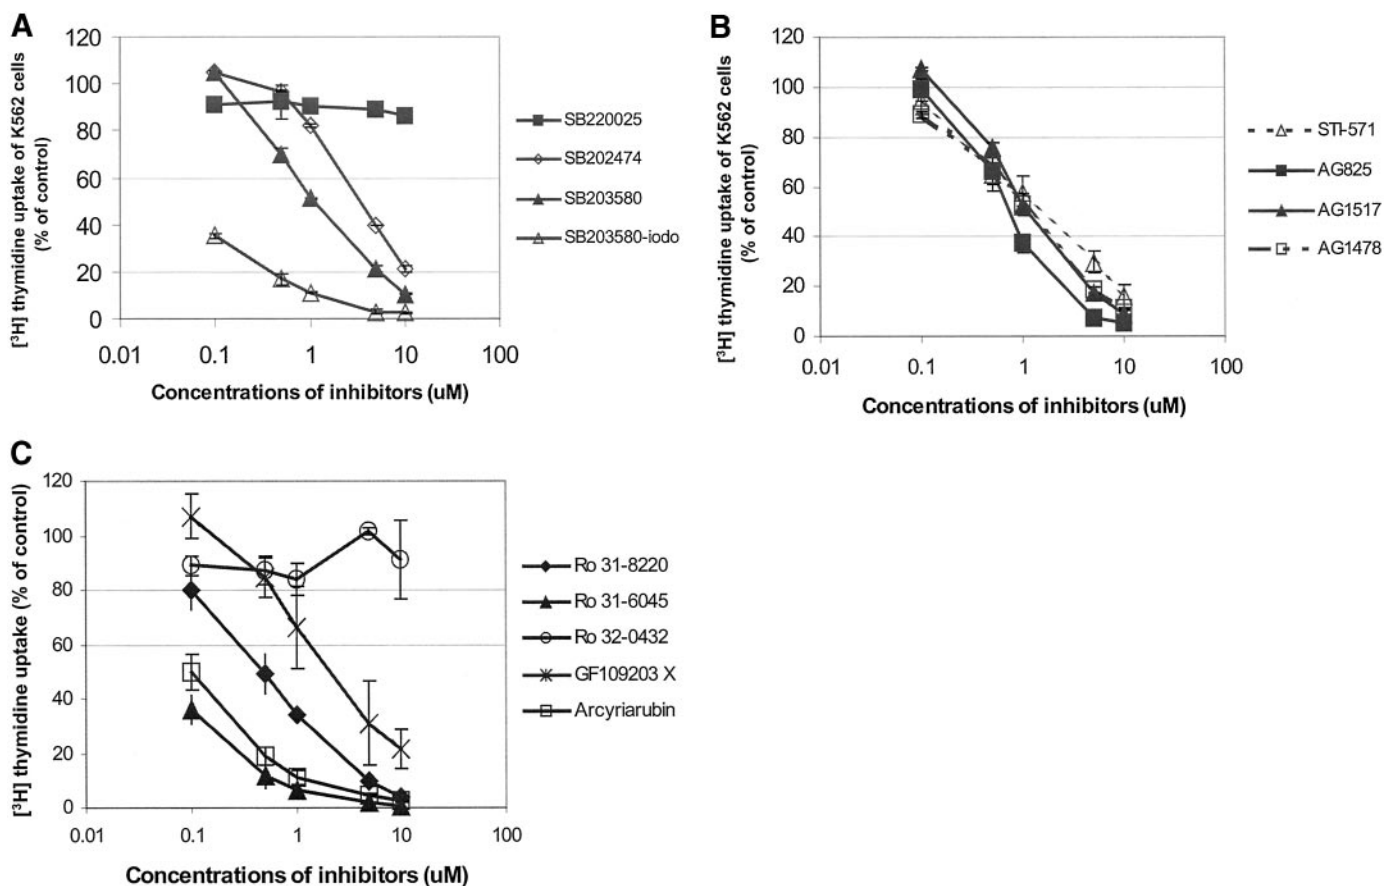 A
[³H] thymidine uptake of K562 cells
(% of control)
120
100
80
60
40
20
0
0.01 0.1 1 10 100
Concentrations of inhibitors (uM)
SB220025
SB202474
SB203580
SB203580-iodo
B
[³H] thymidine uptake of K562 cells
(% of control)
120
100
80
60
40
20
0
0.01 0.1 1 10 100
Concentrations of inhibitors (uM)
STI-571
AG825
AG1517
AG1478
C
[³H] thymidine uptake (% of control)
120
100
80
60
40
20
0
0.01 0.1 1 10 100
Concentrations of inhibitors (uM)
Ro 31-8220
Ro 31-6045
Ro 32-0432
GF109203 X
Arcyriarubin